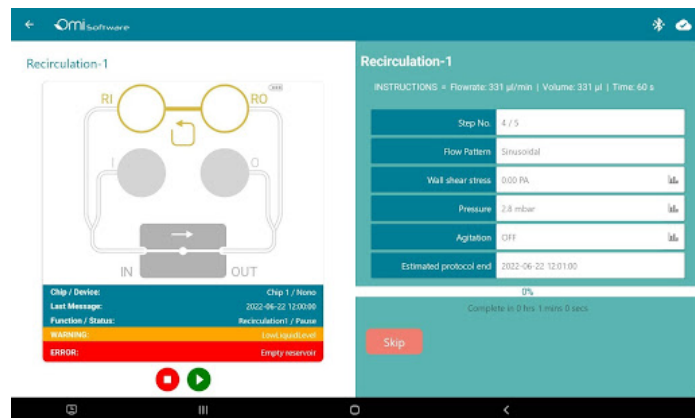 Omi Software
Recirculation-1
RI
RO
I
O
IN
OUT
Chip / Device: Chip 1 / Nono
Last Message: 2022-06-22 12:00:00
Function / Status: Recirculation1 / Pause
WARNING: LowLiquidLevel
ERROR: Empty reservoir
Recirculation-1
INSTRUCTIONS = Flowrate: 331 µl/min | Volume: 331 µl | Time: 60 s
Step No. 4 / 5
Flow Pattern Sinusordal
Wall shear stress 0.00 PA
Pressure 2.8 mbar
Agitation OFF
Estimated protocol end 2022-06-22 12:01:00
0%
Complete in 0 hrs 1 mins 0 secs
Skip